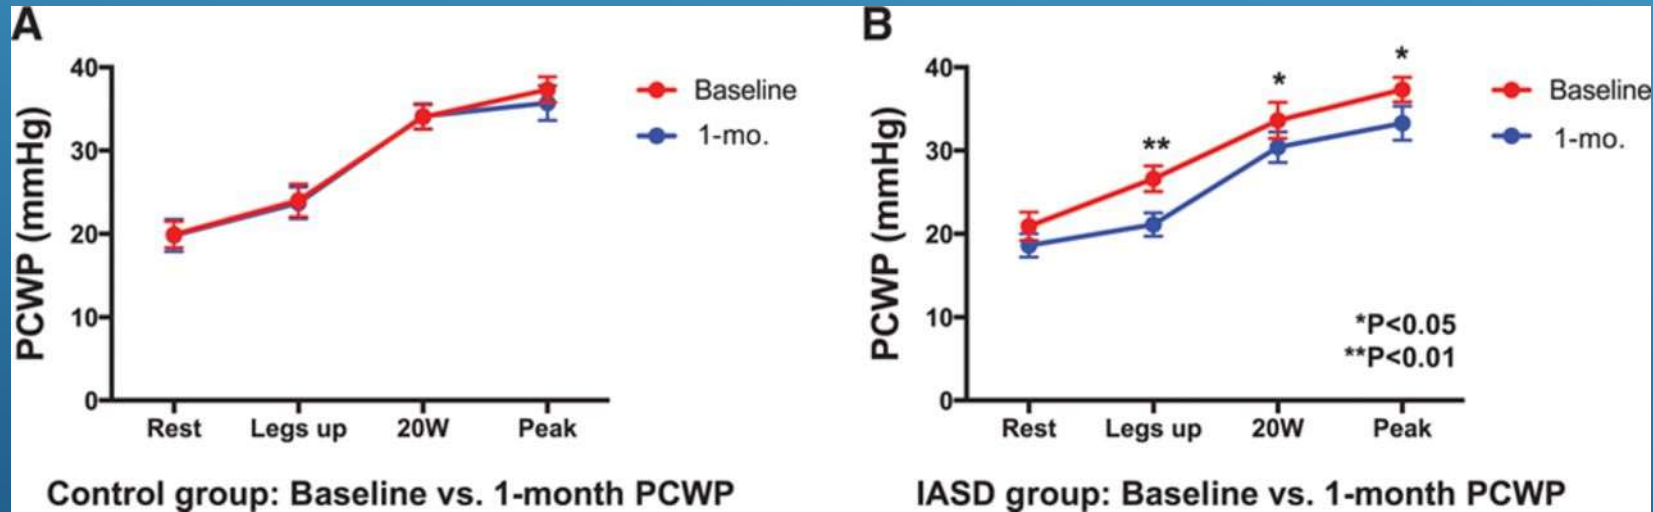 A
PCWP (mmHg)
40
30
20
10
0
Rest Legs up 20W Peak
Baseline
1-mo.
Control group: Baseline vs. 1-month PCWP
B
PCWP (mmHg)
40
30
20
10
0
**
*
*
Rest Legs up 20W Peak
Baseline
1-mo.
*P<0.05
**P<0.01
IASD group: Baseline vs. 1-month PCWP